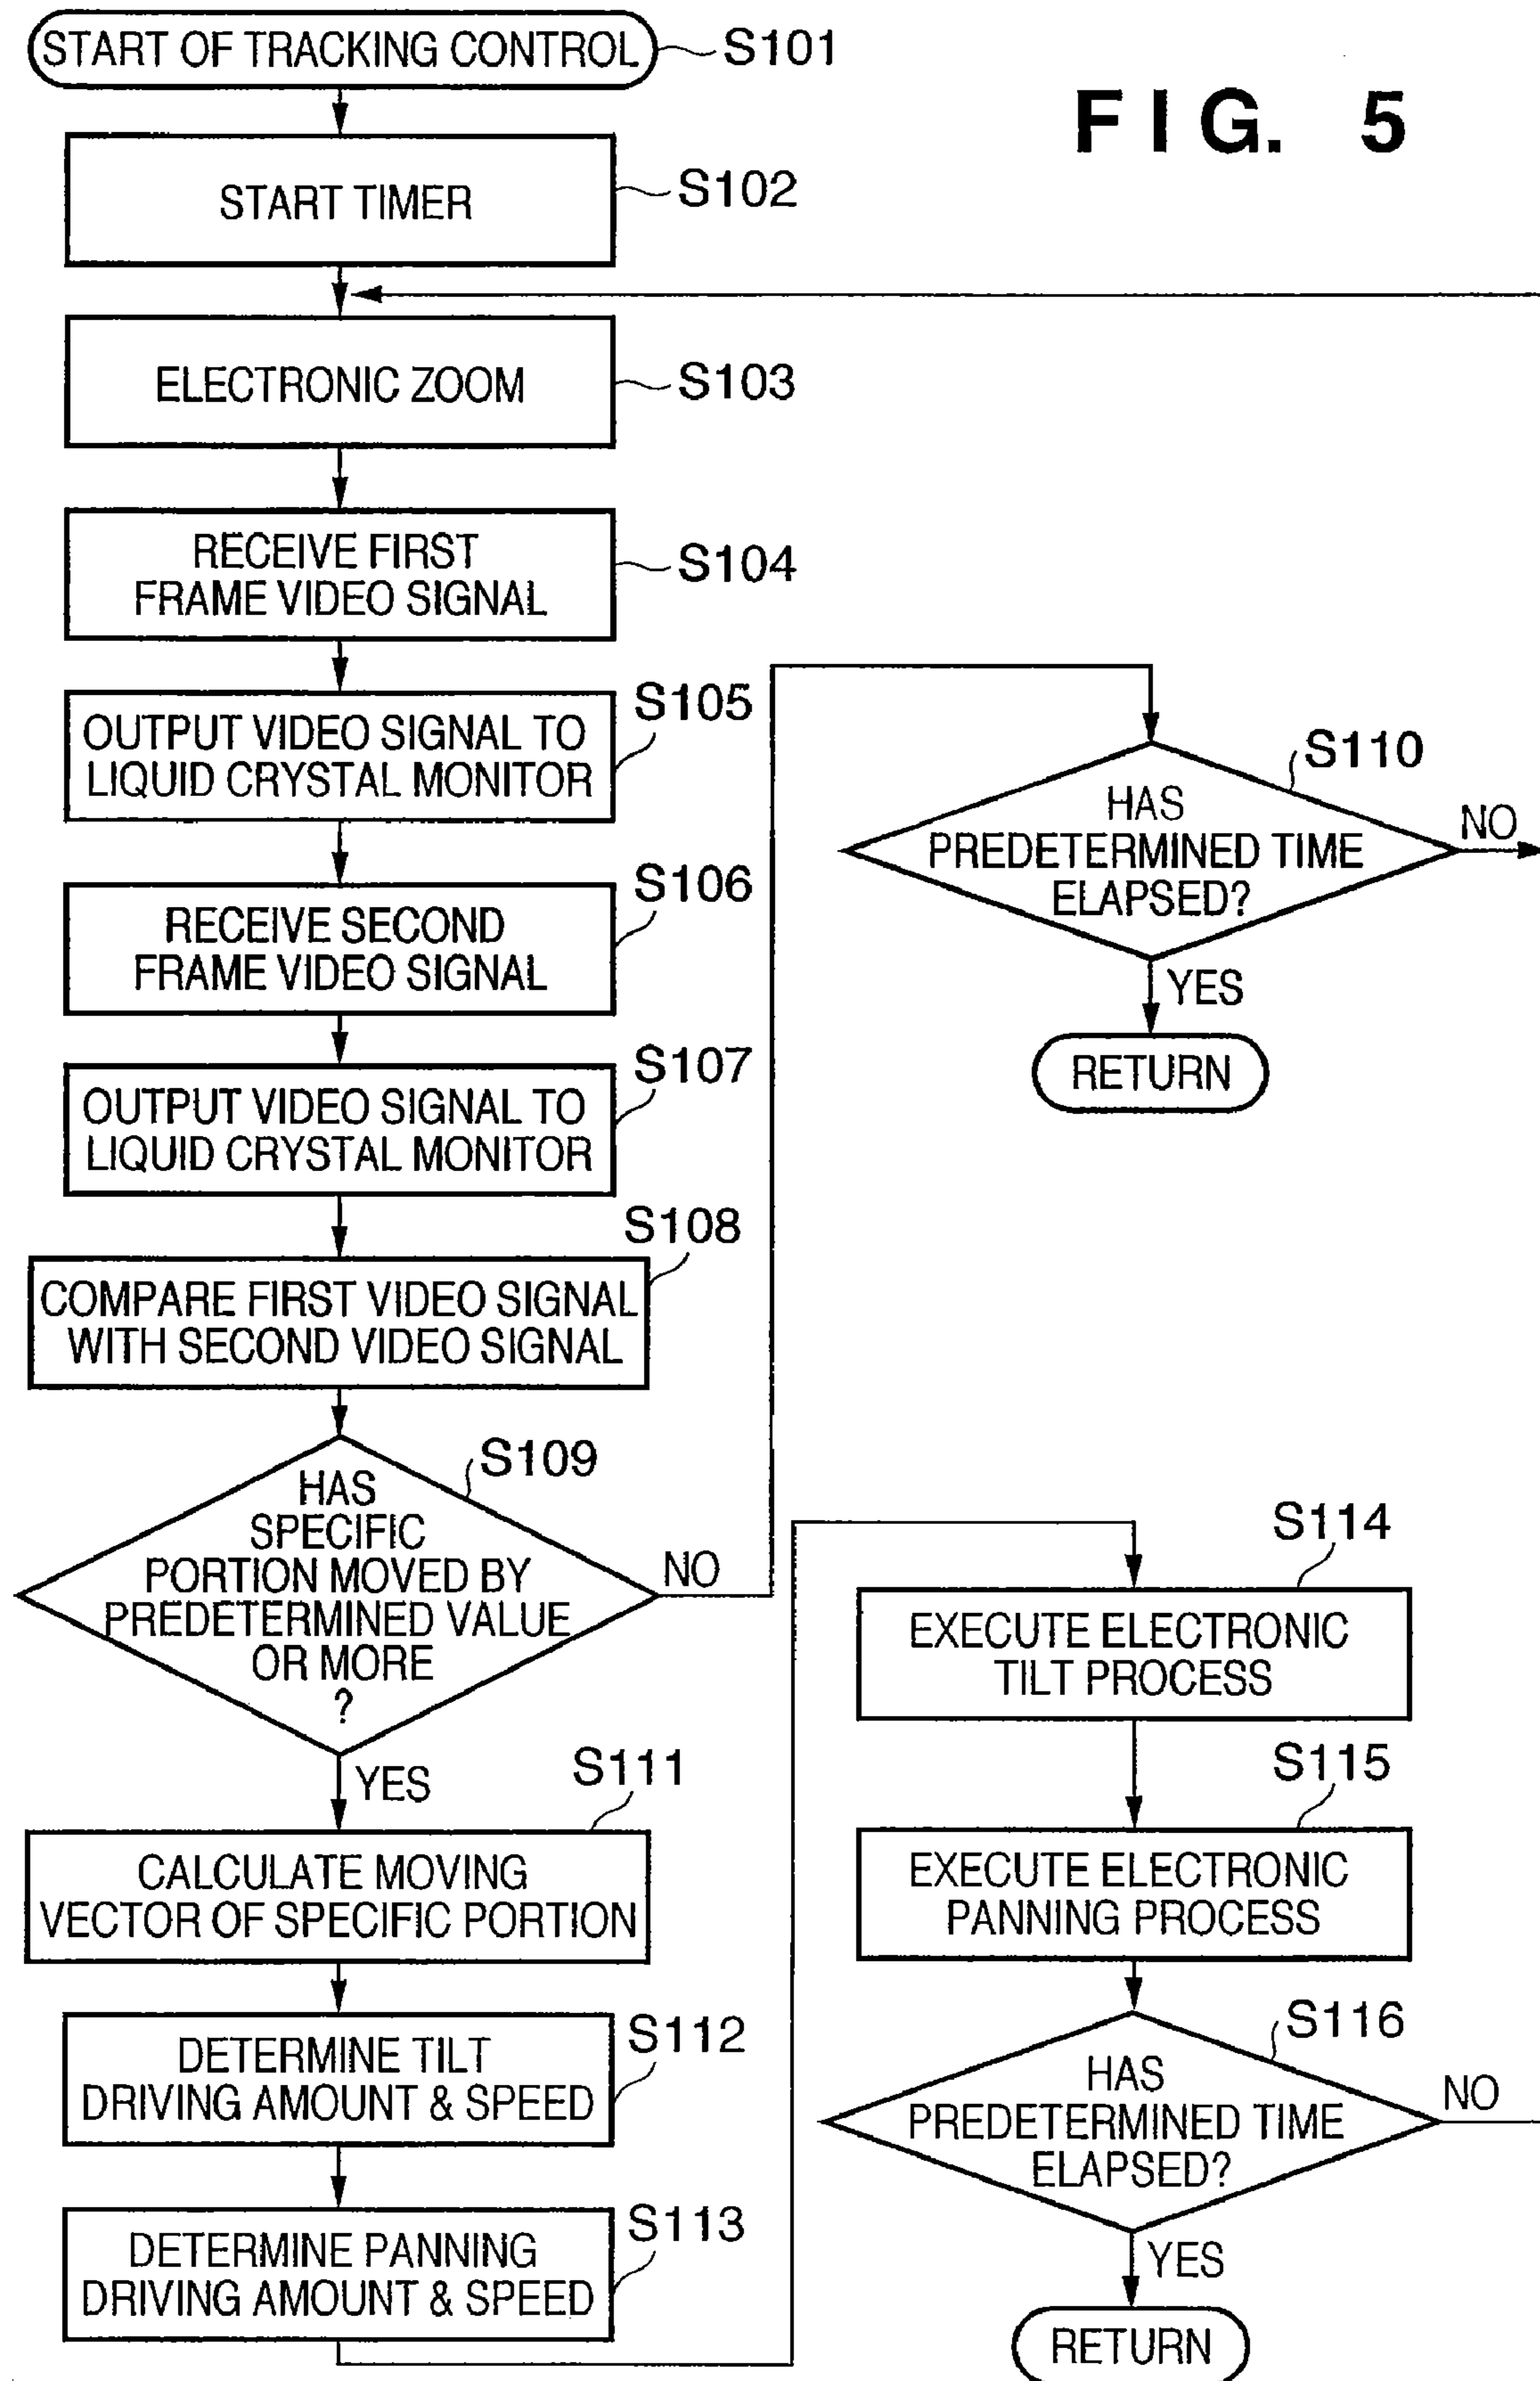 START OF TRACKING CONTROL
S101
FIG. 5
START TIMER
S102
ELECTRONIC ZOOM
S103
RECEIVE FIRST
FRAME VIDEO SIGNAL
S104
OUTPUT VIDEO SIGNAL TO
LIQUID CRYSTAL MONITOR
S105
RECEIVE SECOND
FRAME VIDEO SIGNAL
S106
OUTPUT VIDEO SIGNAL TO
LIQUID CRYSTAL MONITOR
S107
COMPARE FIRST VIDEO SIGNAL
WITH SECOND VIDEO SIGNAL
S108
HAS
SPECIFIC
PORTION MOVED BY
PREDETERMINED VALUE
OR MORE
?
S109
NO
YES
HAS
PREDETERMINED TIME
ELAPSED?
S110
NO
YES
RETURN
CALCULATE MOVING
VECTOR OF SPECIFIC PORTION
S111
DETERMINE TILT
DRIVING AMOUNT & SPEED
S112
DETERMINE PANNING
DRIVING AMOUNT & SPEED
S113
EXECUTE ELECTRONIC
TILT PROCESS
S114
EXECUTE ELECTRONIC
PANNING PROCESS
S115
HAS
PREDETERMINED TIME
ELAPSED?
S116
NO
YES
RETURN